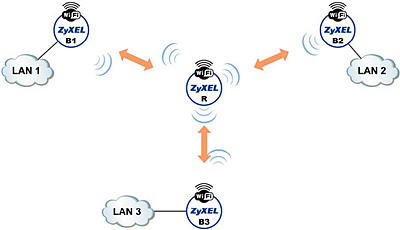 WiFi
ZyXEL
B1
LAN 1
WiFi
ZyXEL
B2
LAN 2
WiFi
ZyXEL
R
WiFi
ZyXEL
B3
LAN 3